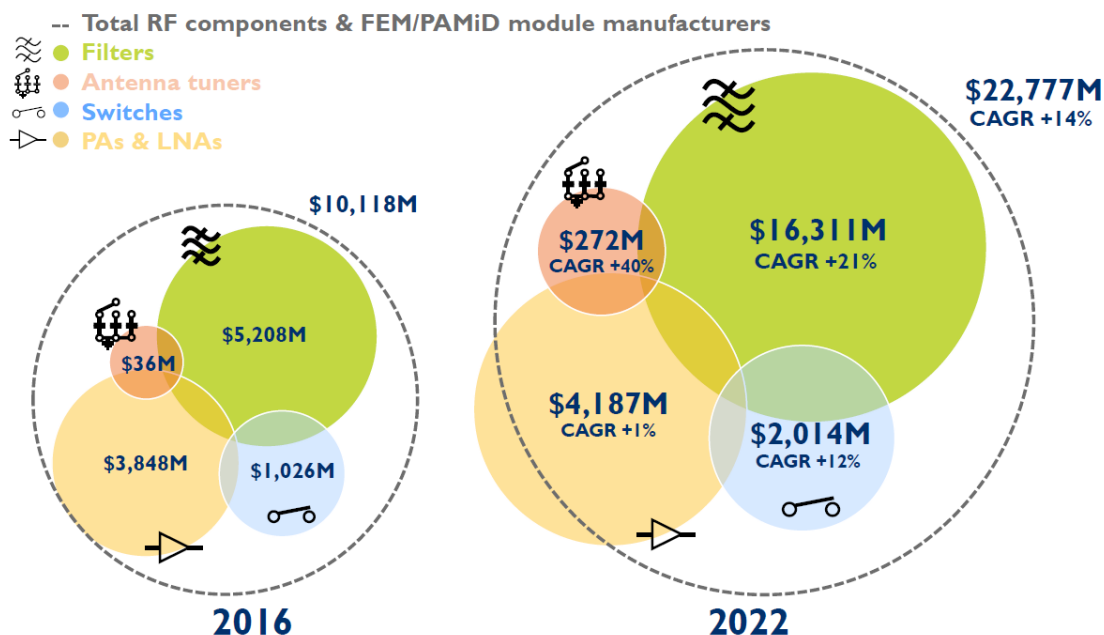 Total RF components & FEM/PAMiD module manufacturers
Filters
Antenna tuners
Switches
PAs & LNAs
$10,118M
$5,208M
$36M
$3,848M
$1,026M
2016
$22,777M
CAGR +14%
$16,311M
CAGR +21%
$272M
CAGR +40%
$4,187M
CAGR +1%
$2,014M
CAGR +12%
2022